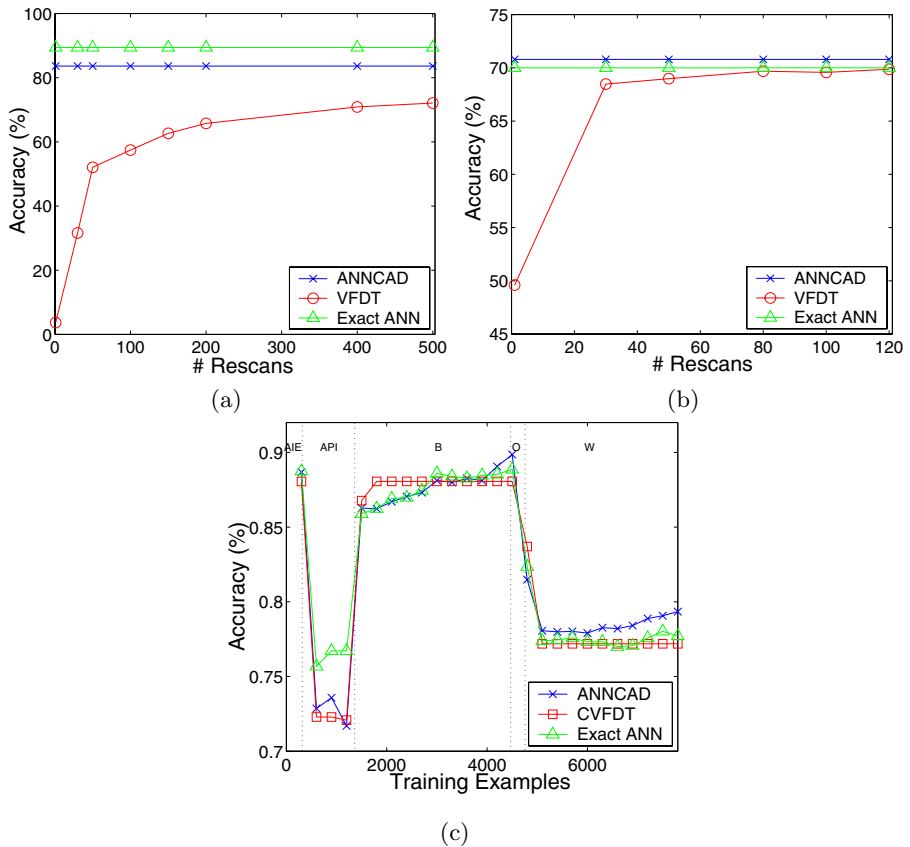 100
80
60
40
20
0
Accuracy (%)
0
100
200
300
400
500
# Rescans
ANNCAD
VFDT
Exact ANN
(a)
75
70
65
60
55
50
45
Accuracy (%)
0
20
40
60
80
100
120
# Rescans
ANNCAD
VFDT
Exact ANN
(b)
AIE
API
B
O
W
0.9
0.85
0.8
0.75
0.7
Accuracy (%)
0
2000
4000
6000
Training Examples
ANNCAD
CVFDT
Exact ANN
(c)